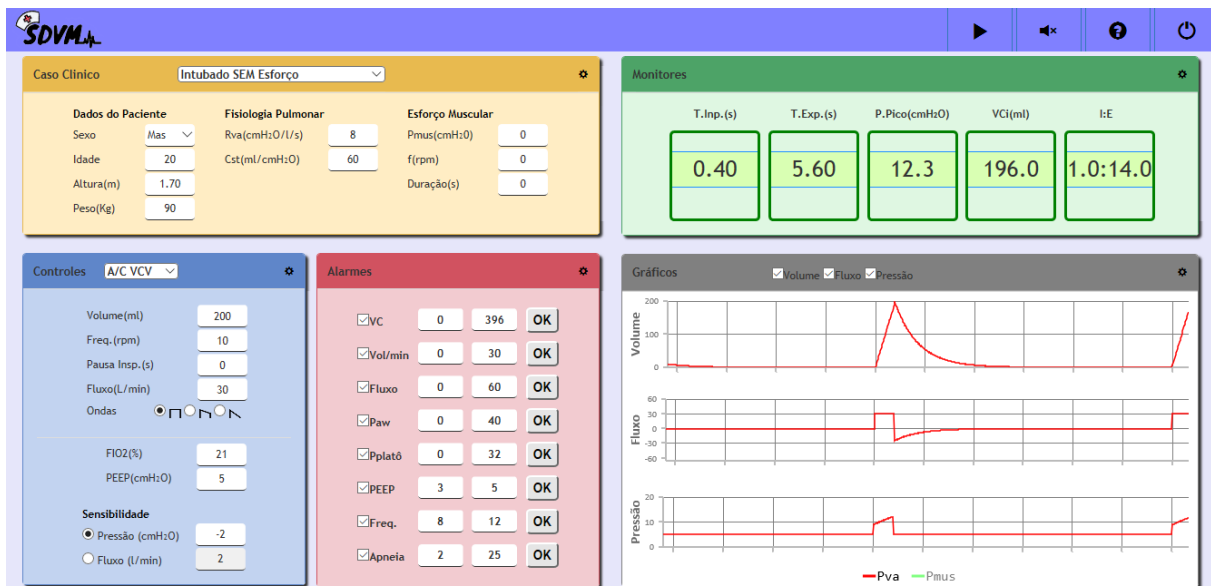 SDVM
Caso Clinico Intubado SEM Esforço
Dados do Paciente Fisiologia Pulmonar Esforço Muscular
Sexo Mas Rva(cmH2O/l/s) 8 Pmus(cmH20) 0
Idade 20 Cst(ml/cmH2O) 60 f(rpm) 0
Altura(m) 1.70 Duração(s) 0
Peso(Kg) 90
Monitores
T.Inp.(s) T.Exp.(s) P.Pico(cmH2O) VCi(ml) I:E
0.40 5.60 12.3 196.0 1.0:14.0
Controles A/C VCV
Volume(ml) 200
Freq.(rpm) 10
Pausa Insp.(s) 0
Fluxo(L/min) 30
Ondas
FIO2(%) 21
PEEP(cmH2O) 5
Sensibilidade
Pressão (cmH2O) -2
Fluxo (l/min) 2
Alarmes
VC 0 396 OK
Vol/min 0 30 OK
Fluxo 0 60 OK
Paw 0 40 OK
Pplatô 0 32 OK
PEEP 3 5 OK
Freq. 8 12 OK
Apneia 2 25 OK
Gráficos Volume Fluxo Pressão
Volume
200
100
0
Fluxo
60
30
0
-30
-60
Pressão
20
10
0
Pva Pmus